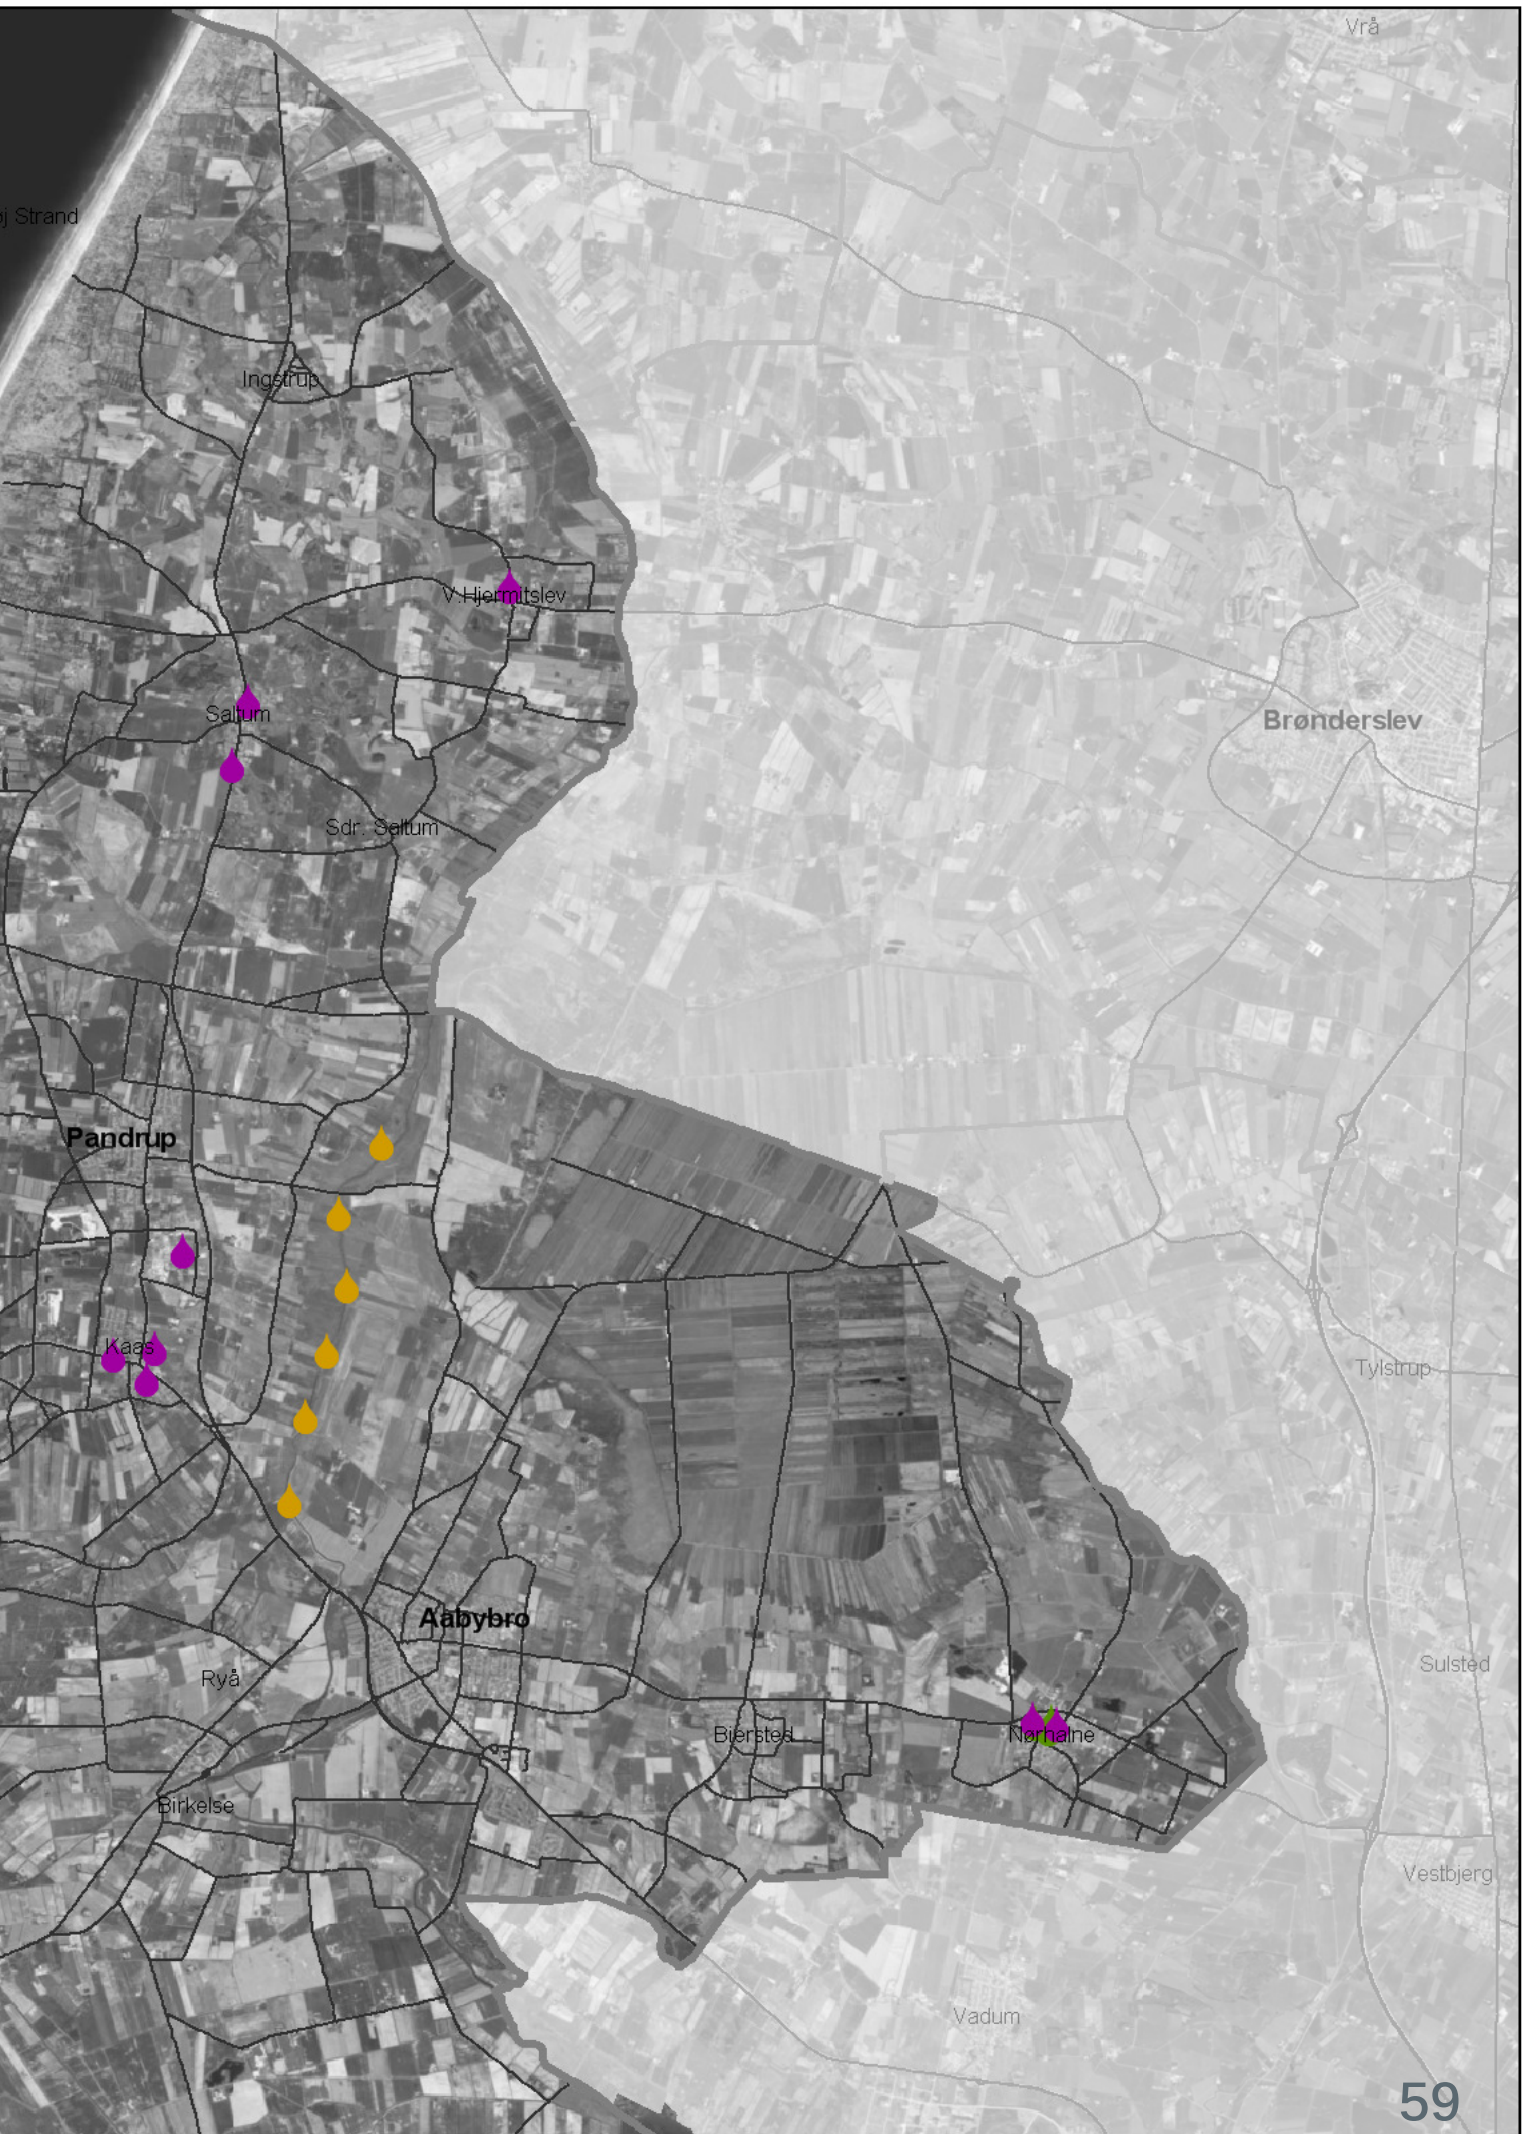 Vrå
øj Strand
Ingstrup
V.Hjermitslev
Saltum
Brønderslev
Sdr. Saltum
Pandrup
Kaas
Tylstrup
Aabybro
Sulsted
Ryå
Biersted
Nørhalne
Birkelse
Vestbjerg
Vadum
59